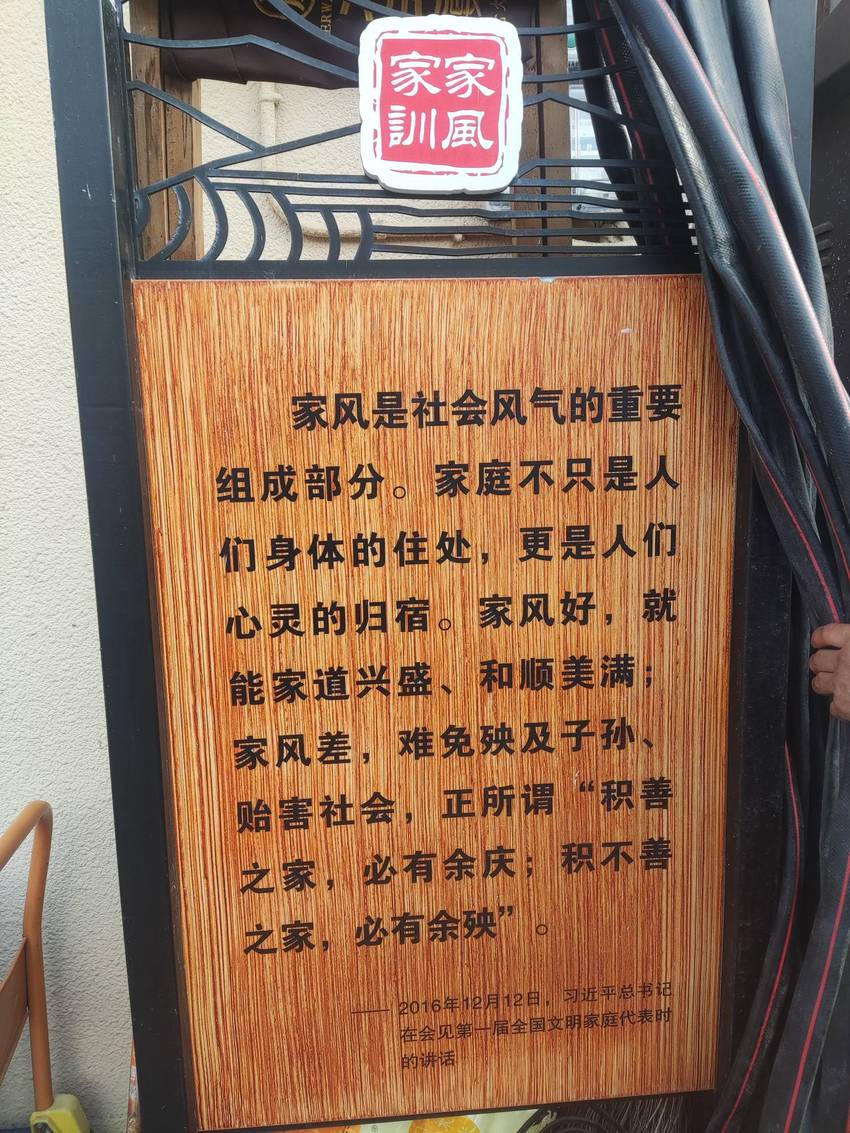 家風
家訓
家风是社会风气的重要
组成部分。家庭不只是人
们身体的住处，更是人们
心灵的归宿。家风好，就
能家道兴盛、和顺美满；
家风差，难免殃及子孙、
贻害社会，正所谓“积善
之家，必有余庆；积不善
之家，必有余殃”。
—— 2016年12月12日，习近平总书记
在会见第一届全国文明家庭代表时
的讲话